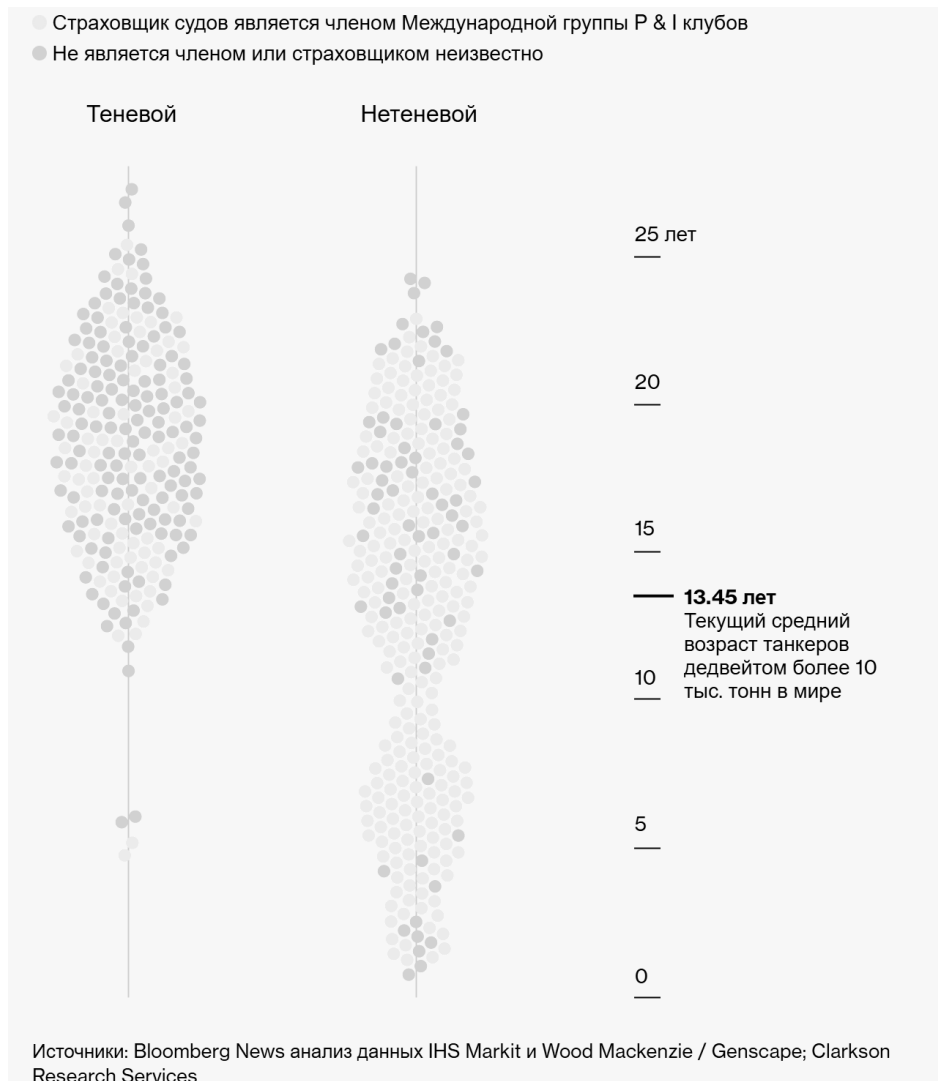 Страховщик судов является членом Международной группы P & I клубов
Не является членом или страховщиком неизвестно
Теневой
Нетеневой
25 лет
20
15
13.45 лет
Текущий средний
возраст танкеров
дедвейтом более 10
тыс. тонн в мире
10
5
0
Источники: Bloomberg News анализ данных IHS Markit и Wood Mackenzie / Genscape; Clarkson
Research Services